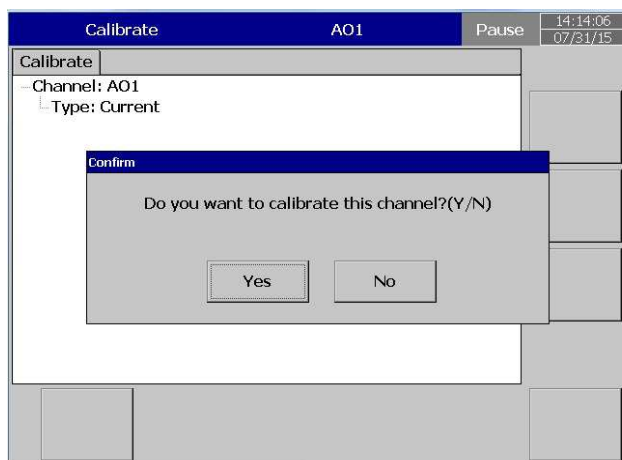 Calibrate AO1 Pause 14:14:06
07/31/15
Calibrate
Channel: AO1
Type: Current
Confirm
Do you want to calibrate this channel?(Y/N)
Yes No